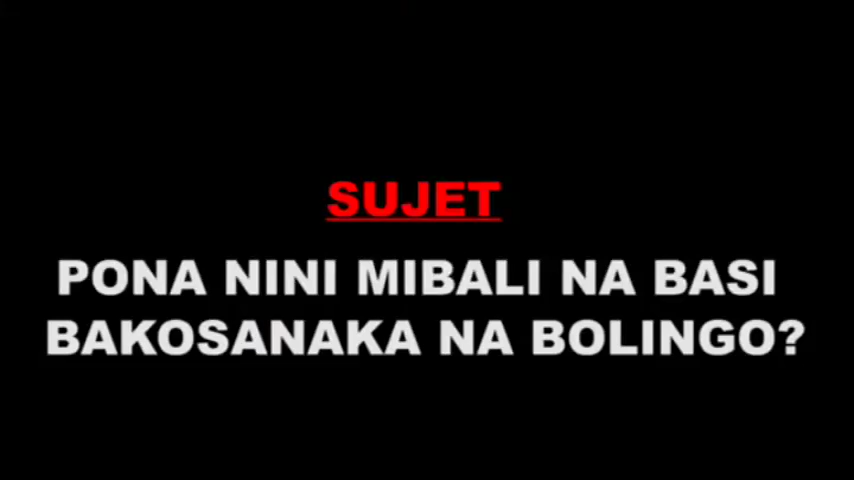 SUJET
PONA NINI MIBALI NA BASI
BAKOSANAKA NA BOLINGO?